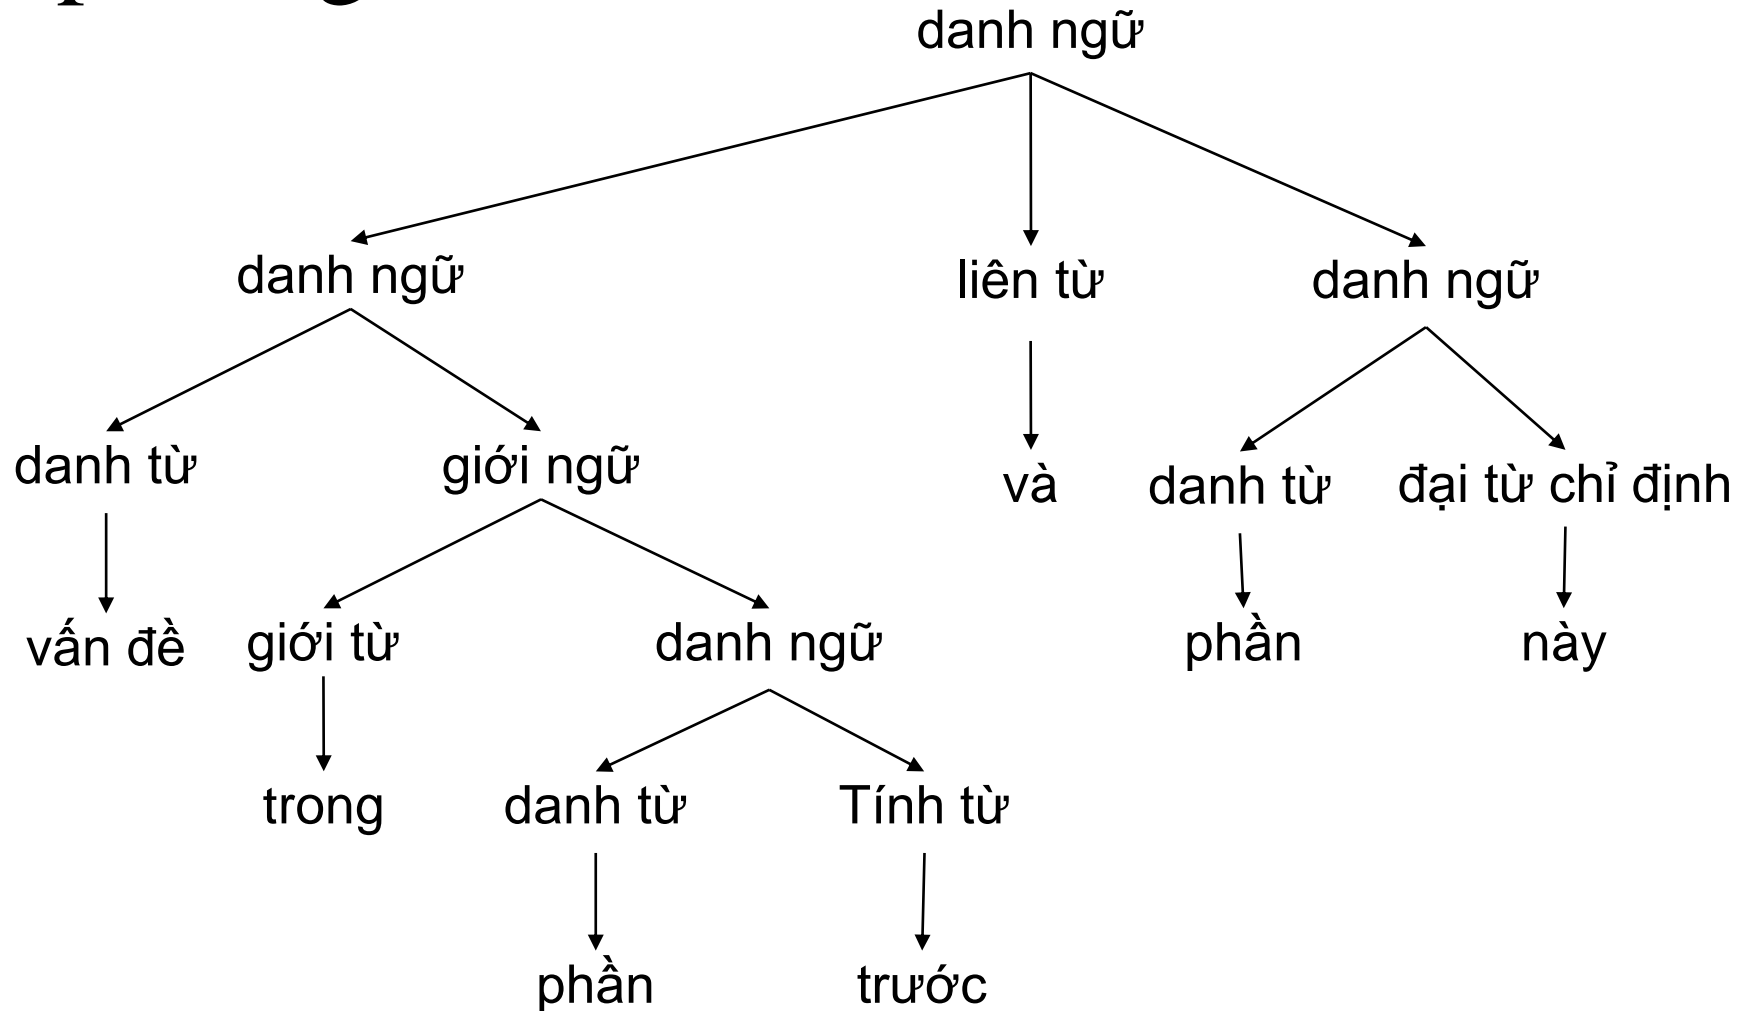 danh ngữ
danh ngữ liên từ danh ngữ
danh từ giới ngữ và danh từ đại từ chỉ định
vấn đề giới từ danh ngữ phần này
trong danh từ Tính từ
phần trước